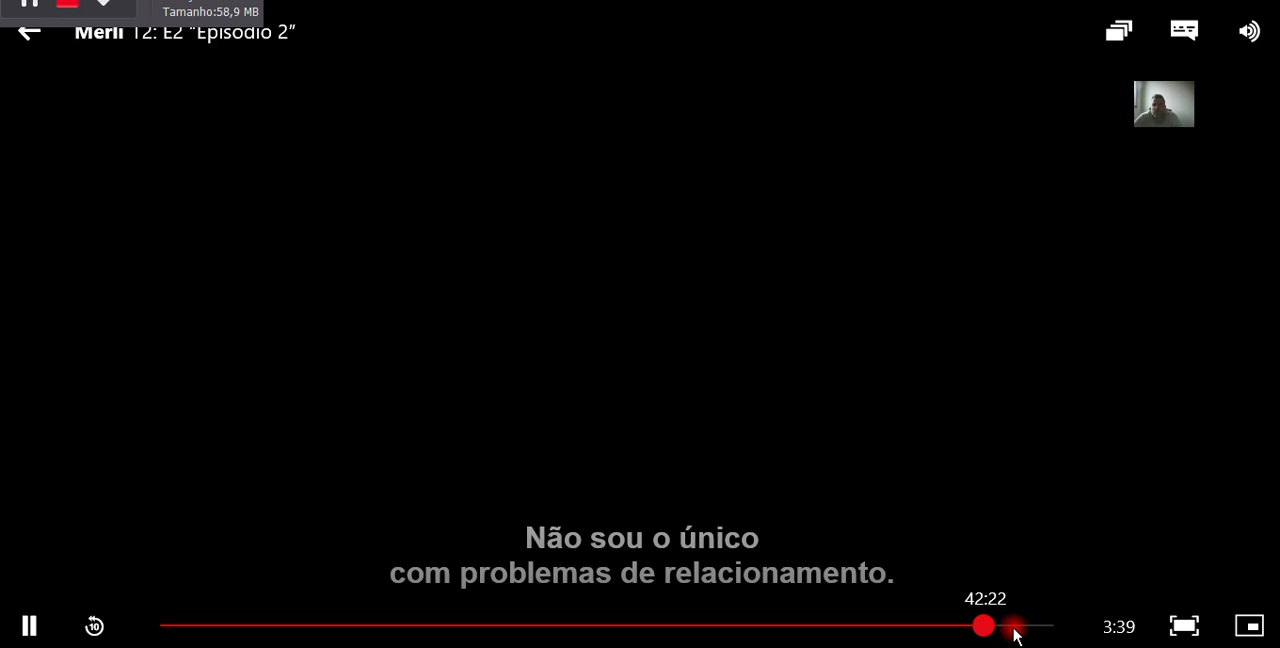 Tamanho:58,9 MB
Merlí T2: E2 "Episódio 2"
Não sou o único
com problemas de relacionamento.
42:22
10
3:39